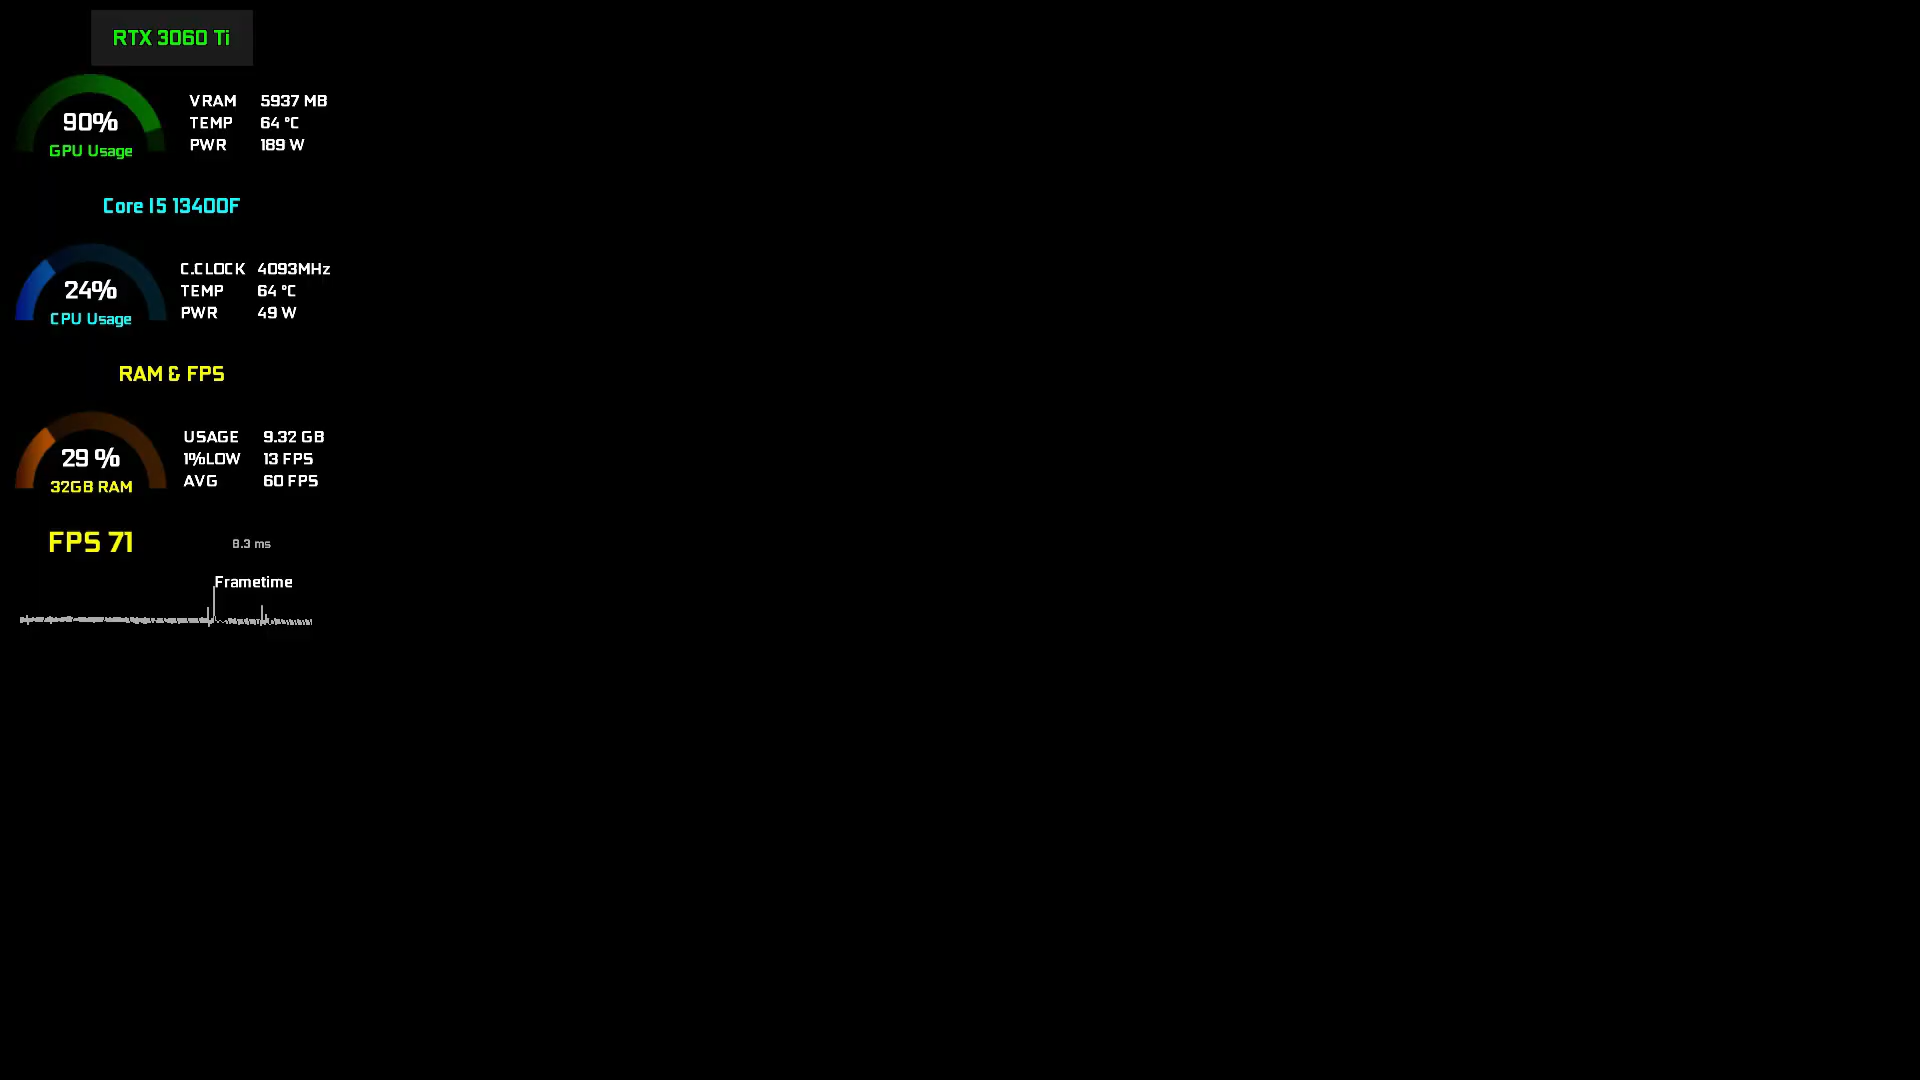 RTX 3060 Ti
90%
GPU Usage
VRAM 5937 MB
TEMP 64 °C
PWR 189 W
Core I5 13400F
24%
CPU Usage
C.CLOCK 4093MHz
TEMP 64 °C
PWR 49 W
RAM & FPS
29 %
32GB RAM
USAGE 9.32 GB
1%LOW 13 FPS
AVG 60 FPS
FPS 71
8.3 ms
Frametime